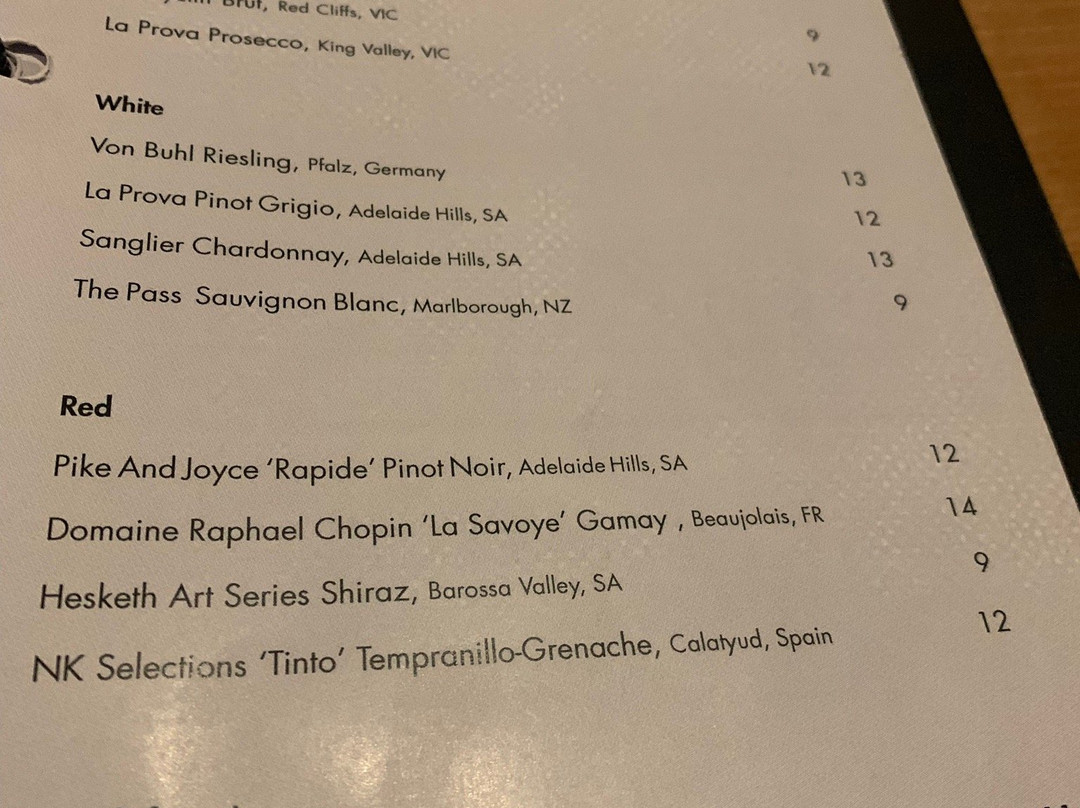 Brut, Red Cliffs, VIC 9
La Prova Prosecco, King Valley, VIC 12
White
Von Buhl Riesling, Pfalz, Germany 13
La Prova Pinot Grigio, Adelaide Hills, SA 12
Sanglier Chardonnay, Adelaide Hills, SA 13
The Pass Sauvignon Blanc, Marlborough, NZ 9
Red
Pike And Joyce ‘Rapide’ Pinot Noir, Adelaide Hills, SA 12
Domaine Raphael Chopin ‘La Savoye’ Gamay , Beaujolais, FR 14
Hesketh Art Series Shiraz, Barossa Valley, SA 9
NK Selections ‘Tinto’ Tempranillo-Grenache, Calatyud, Spain 12